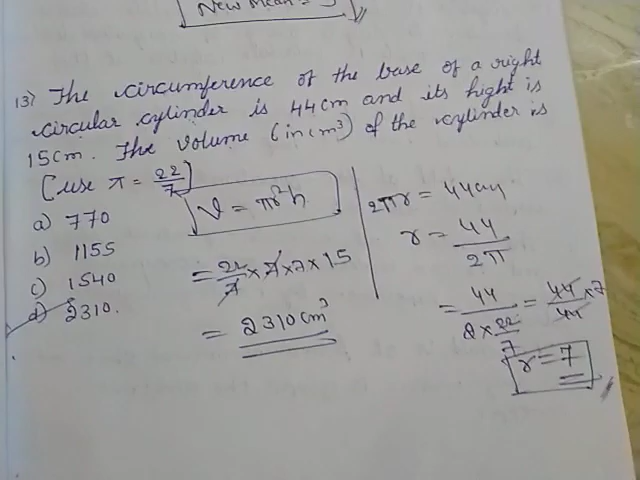 New Mean =
13) The circumference of the base of a right
circular cylinder is 44cm and its hight is
15cm. The volume (in cm³) of the cylinder is
[use π = 22/7]
a) 770
b) 1155
c) 1540
d) 2310.
V = πr²h
= 22/7 × 7 × 7 × 15
= 2310 cm³
2πr = 44cm
r = 44/2π
= 44/(2 × 22/7) = 44/44 × 7
r = 7